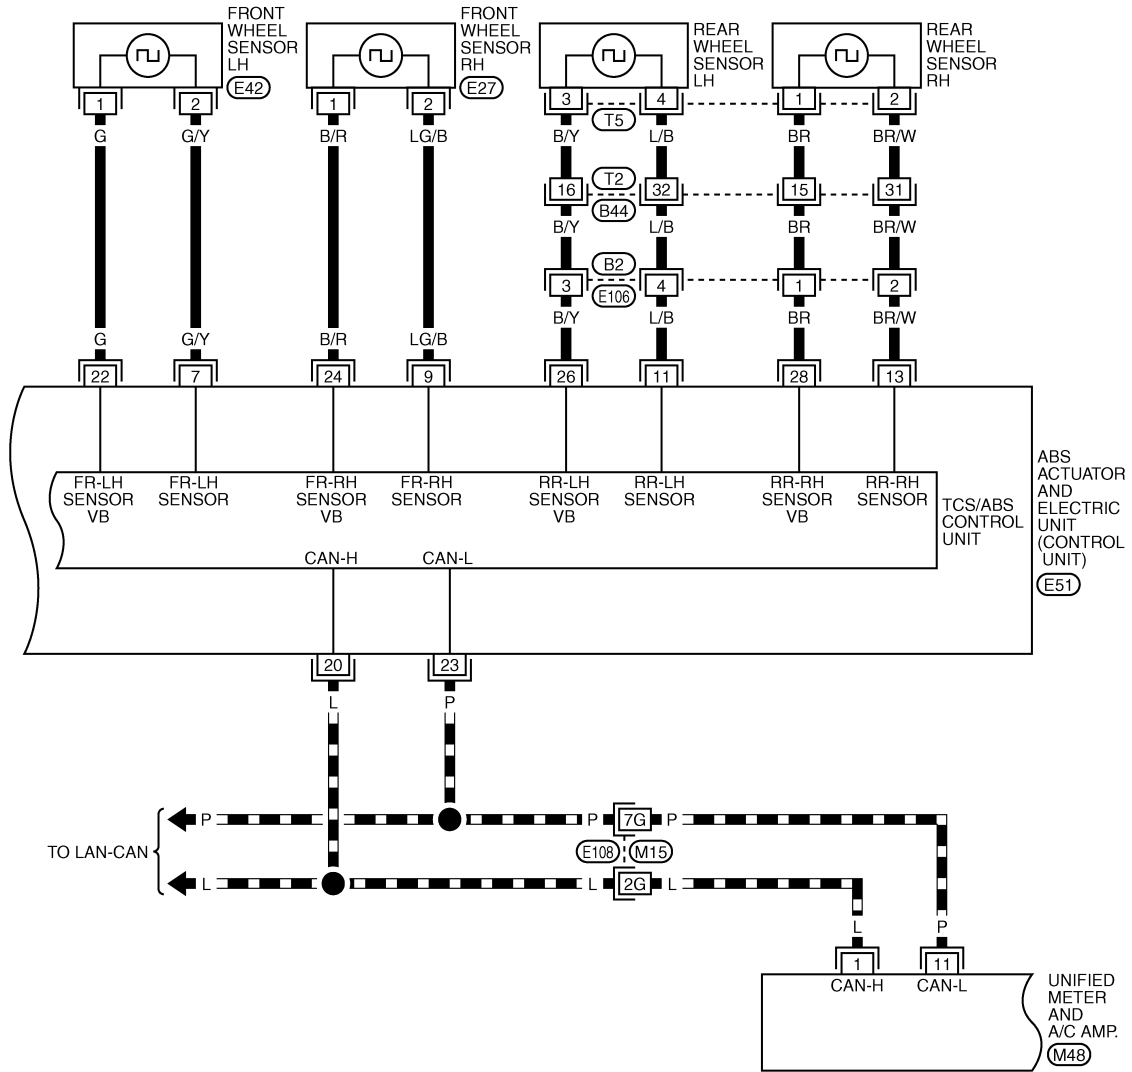 FRONT
WHEEL
SENSOR
LH
E42
FRONT
WHEEL
SENSOR
RH
E27
REAR
WHEEL
SENSOR
LH
REAR
WHEEL
SENSOR
RH
1 2 1 2 3 4 1 2
T5
G G/Y B/R LG/B B/Y L/B BR BR/W
T2
16 32 15 31
B44
B/Y L/B BR BR/W
B2
3 4 1 2
E106
B/Y L/B BR BR/W
G G/Y B/R LG/B
22 7 24 9 26 11 28 13
FR-LH
SENSOR
VB
FR-LH
SENSOR
FR-RH
SENSOR
VB
FR-RH
SENSOR
RR-LH
SENSOR
VB
RR-LH
SENSOR
RR-RH
SENSOR
VB
RR-RH
SENSOR
TCS/ABS
CONTROL
UNIT
ABS
ACTUATOR
AND
ELECTRIC
UNIT
(CONTROL
UNIT)
E51
CAN-H CAN-L
20 23
L P
P P 7G P
TO LAN-CAN
E108 M15
L L 2G L
L P
1 11
CAN-H CAN-L
UNIFIED
METER
AND
A/C AMP.
M48